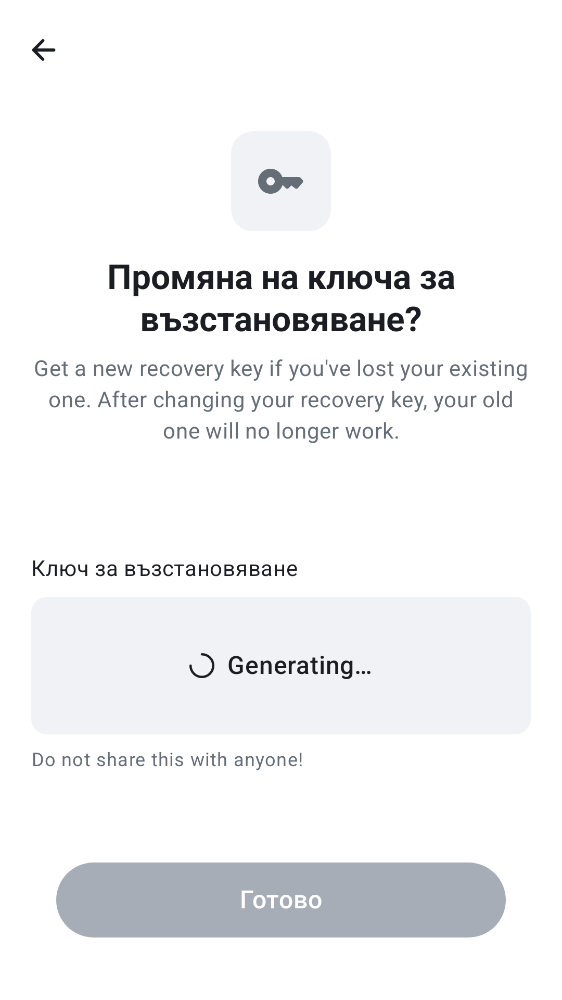 Промяна на ключа за
възстановяване?
Get a new recovery key if you've lost your existing
one. After changing your recovery key, your old
one will no longer work.
Ключ за възстановяване
Generating…
Do not share this with anyone!
Готово